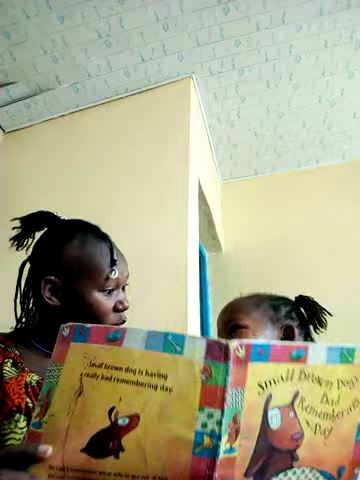 Small brown dog is having
really bad remembering day.
Small Brown Dog's
Bad
Remembering
Day